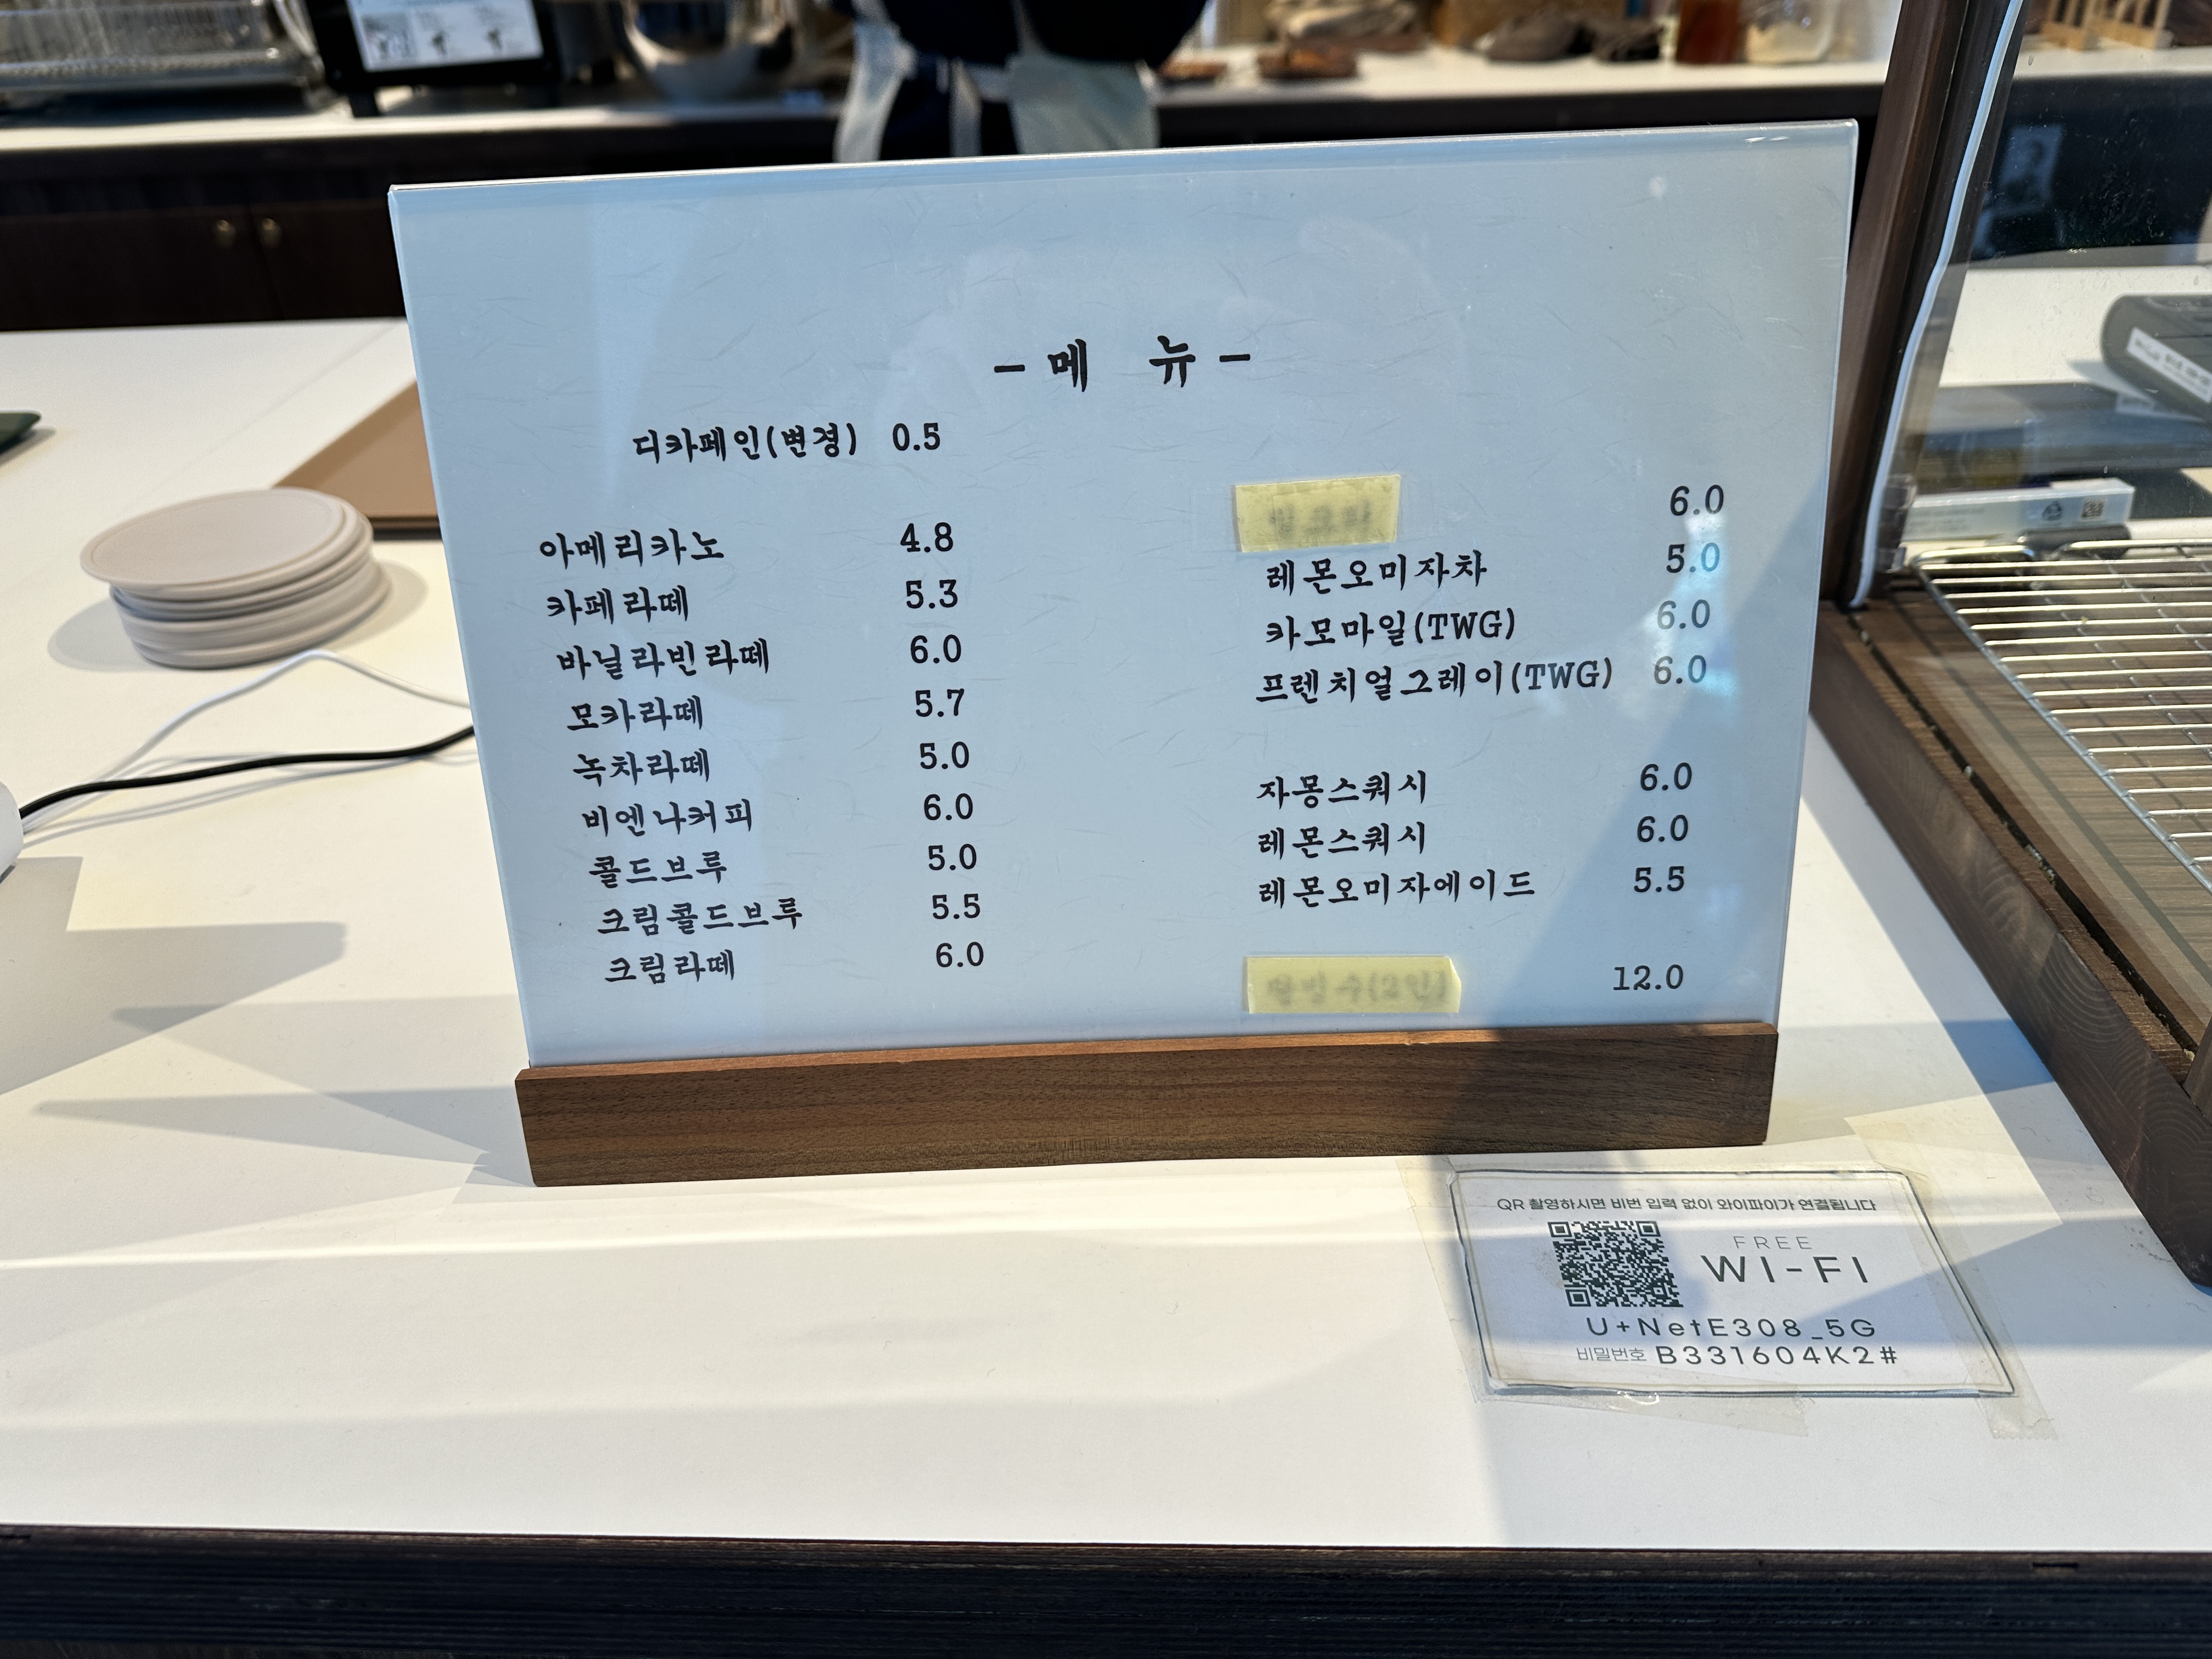 - 메 뉴 -
디카페인(변경) 0.5
아메리카노 4.8
카페라떼 5.3
바닐라빈라떼 6.0
모카라떼 5.7
녹차라떼 5.0
비엔나커피 6.0
콜드브루 5.0
크림콜드브루 5.5
크림라떼 6.0
6.0
레몬오미자차 5.0
카모마일(TWG) 6.0
프렌치얼그레이(TWG) 6.0
자몽스쿼시 6.0
레몬스쿼시 6.0
레몬오미자에이드 5.5
12.0
QR 촬영하시면 비번 입력 없이 와이파이가 연결됩니다
FREE
WI-FI
U+NetE308_5G
비밀번호 B331604K2#